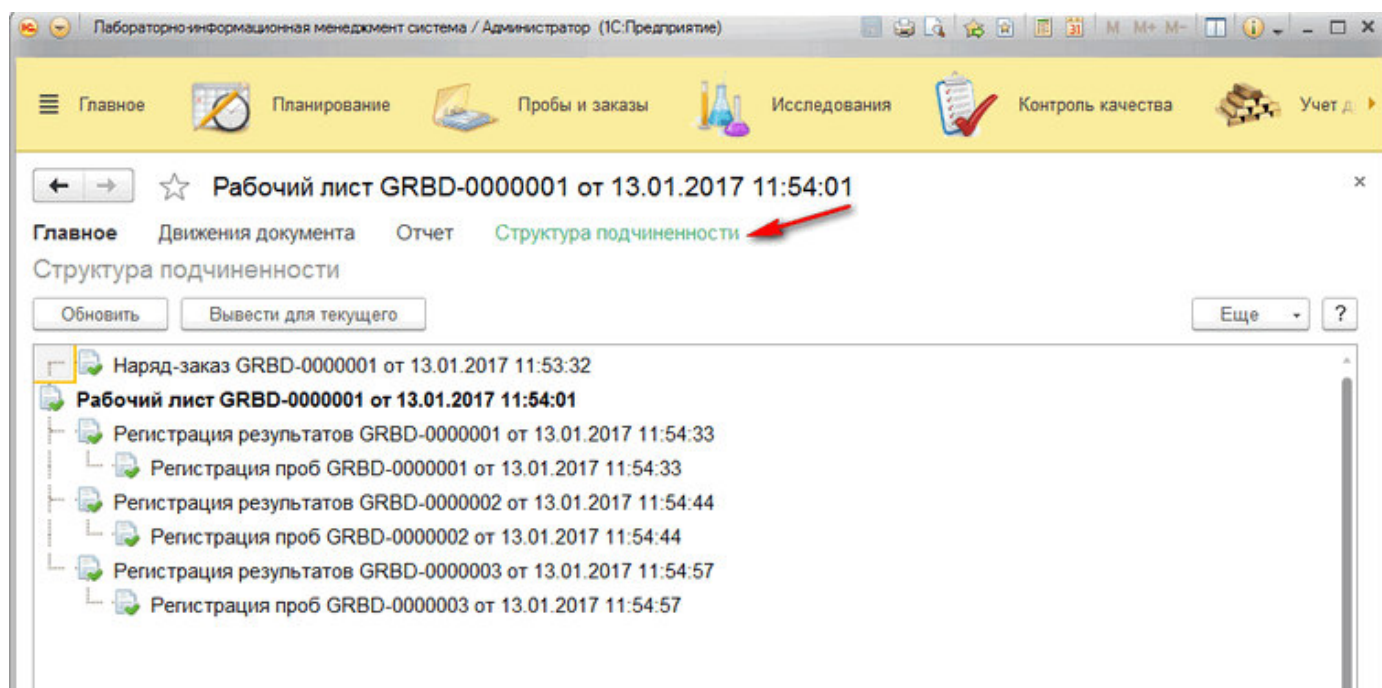 Лабораторно-информационная менеджмент система / Администратор (1С:Предприятие) 31 M M+ M-
Главное Планирование Пробы и заказы Исследования Контроль качества Учет д
Рабочий лист GRBD-0000001 от 13.01.2017 11:54:01
Главное Движения документа Отчет Структура подчиненности
Структура подчиненности
Обновить Вывести для текущего Еще ?
Наряд-заказ GRBD-0000001 от 13.01.2017 11:53:32
Рабочий лист GRBD-0000001 от 13.01.2017 11:54:01
Регистрация результатов GRBD-0000001 от 13.01.2017 11:54:33
Регистрация проб GRBD-0000001 от 13.01.2017 11:54:33
Регистрация результатов GRBD-0000002 от 13.01.2017 11:54:44
Регистрация проб GRBD-0000002 от 13.01.2017 11:54:44
Регистрация результатов GRBD-0000003 от 13.01.2017 11:54:57
Регистрация проб GRBD-0000003 от 13.01.2017 11:54:57